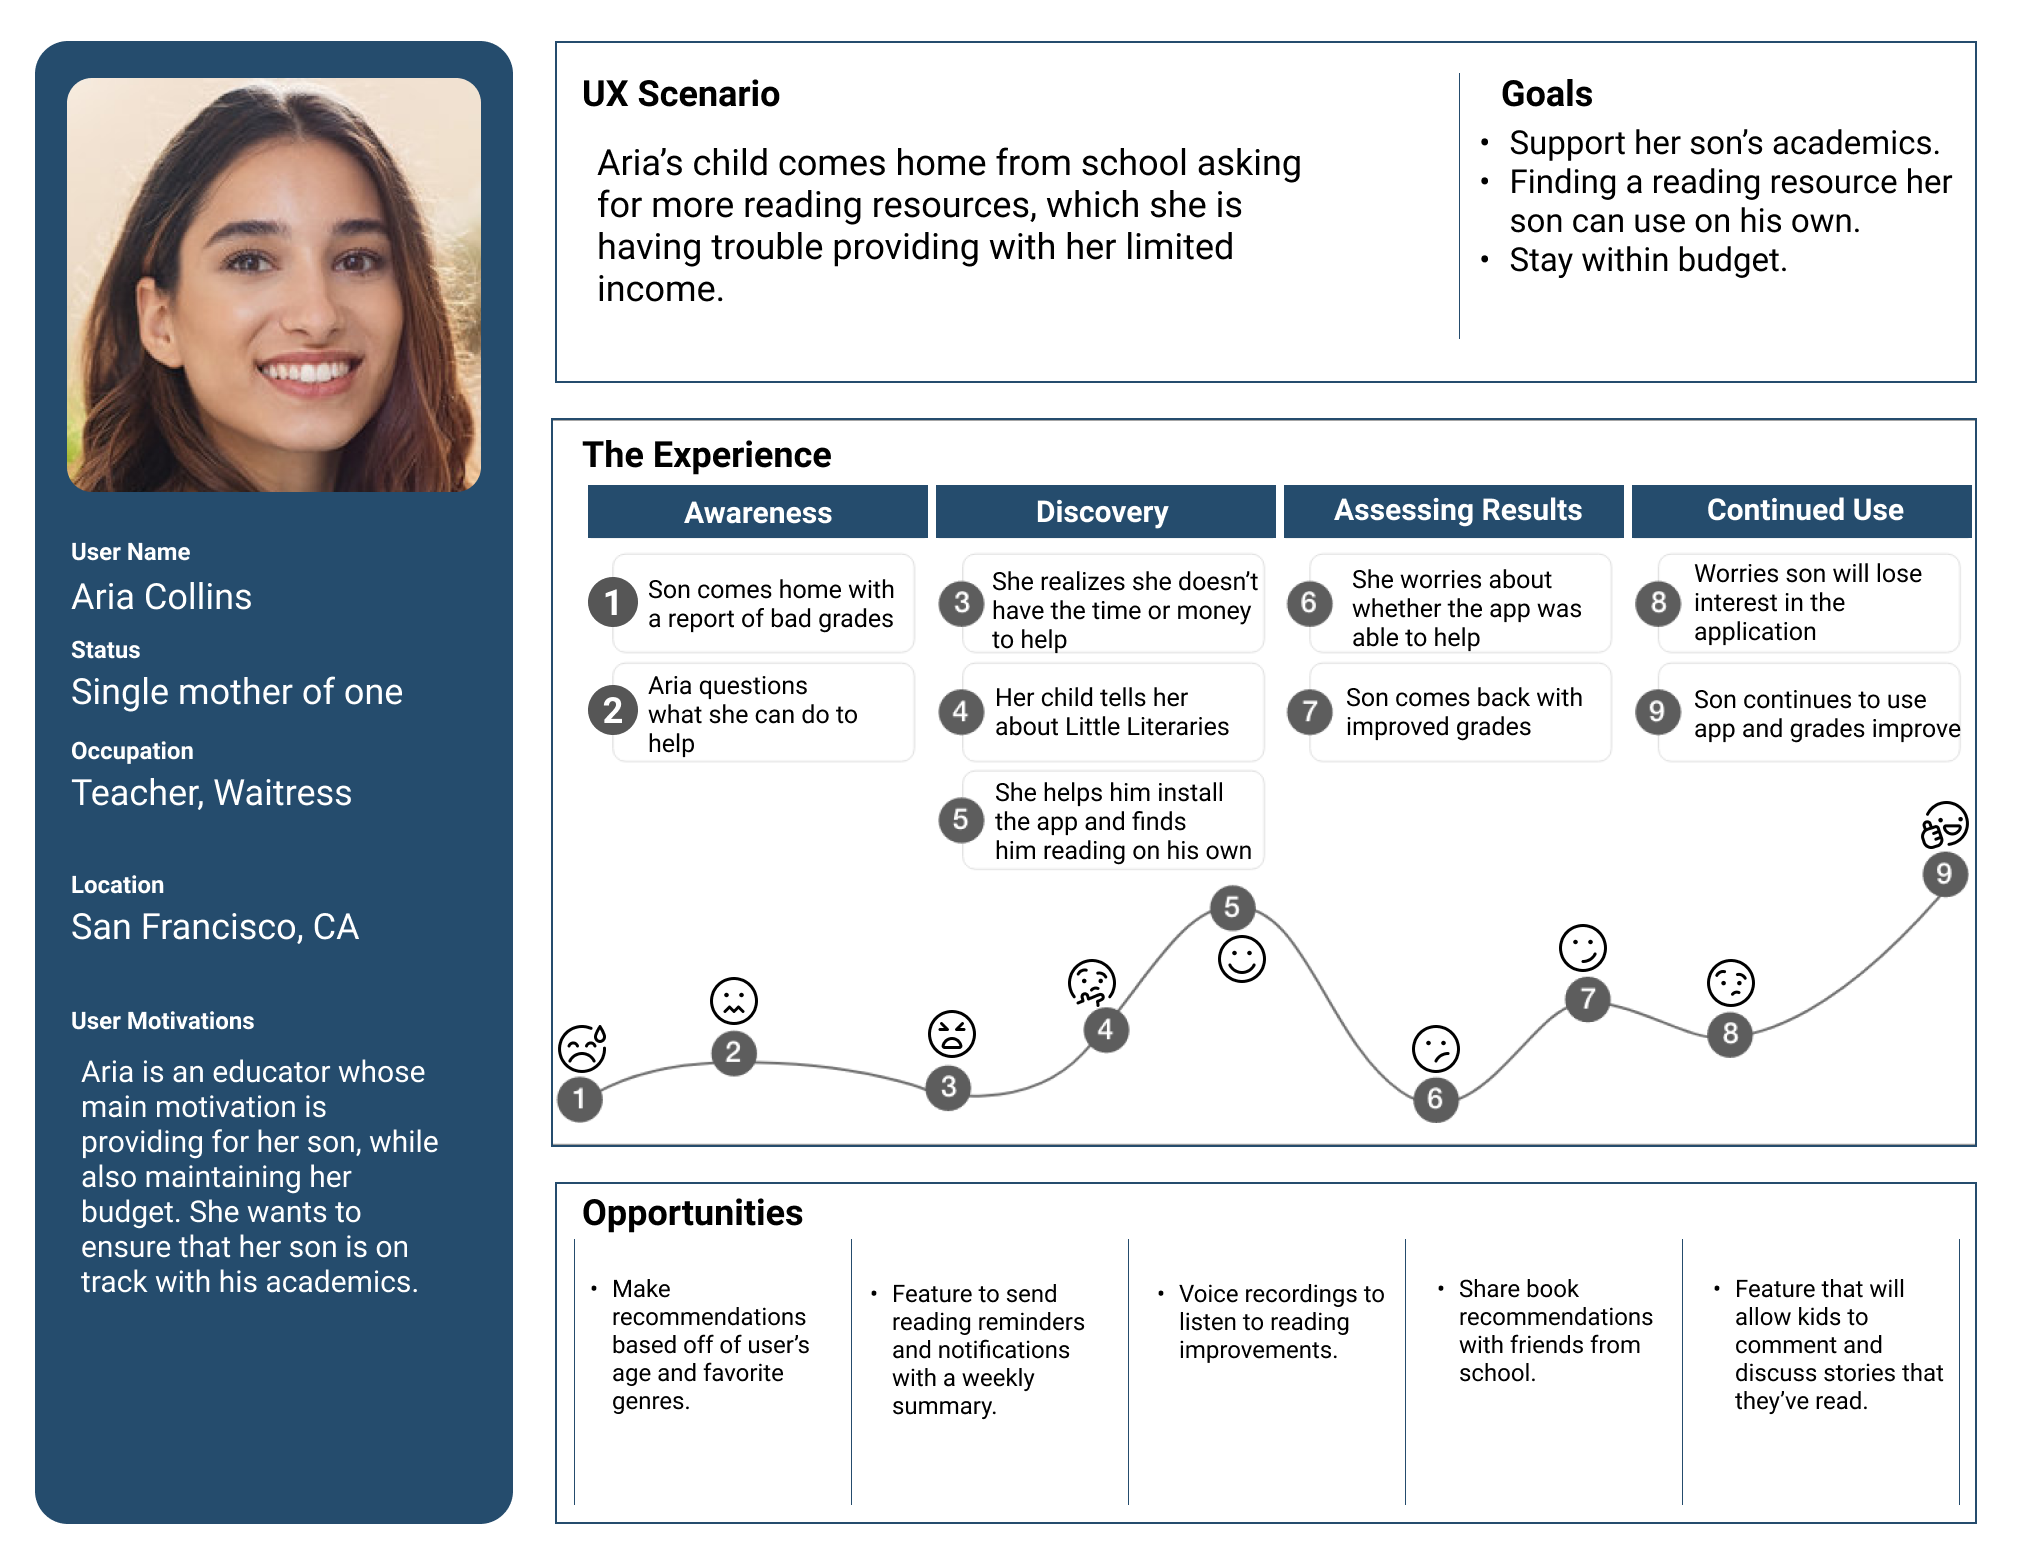 User Name
Aria Collins
Status
Single mother of one
Occupation
Teacher, Waitress
Location
San Francisco, CA
User Motivations
Aria is an educator whose
main motivation is
providing for her son, while
also maintaining her
budget. She wants to
ensure that her son is on
track with his academics.
UX Scenario
Aria’s child comes home from school asking
for more reading resources, which she is
having trouble providing with her limited
income.
Goals
• Support her son’s academics.
• Finding a reading resource her
son can use on his own.
• Stay within budget.
The Experience
Awareness
1
Son comes home with
a report of bad grades
2
Aria questions
what she can do to
help
Discovery
3
She realizes she doesn’t
have the time or money
to help
4
Her child tells her
about Little Literaries
5
She helps him install
the app and finds
him reading on his own
Assessing Results
6
She worries about
whether the app was
able to help
7
Son comes back with
improved grades
Continued Use
8
Worries son will lose
interest in the
application
9
Son continues to use
app and grades improve
1
2
3
4
5
6
7
8
9
Opportunities
• Make
recommendations
based off of user’s
age and favorite
genres.
• Feature to send
reading reminders
and notifications
with a weekly
summary.
• Voice recordings to
listen to reading
improvements.
• Share book
recommendations
with friends from
school.
• Feature that will
allow kids to
comment and
discuss stories that
they’ve read.